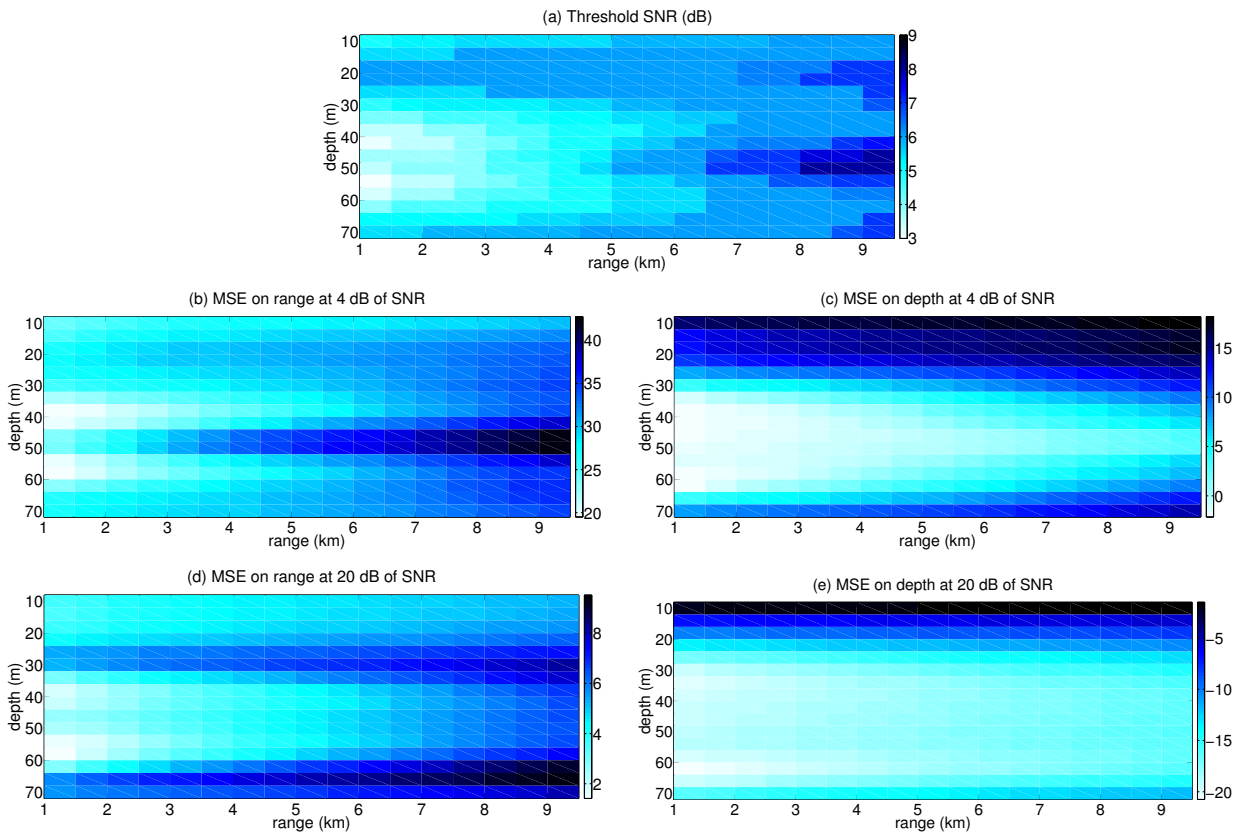 (a) Threshold SNR (dB)
10
20
30
40
50
60
70
depth (m)
1 2 3 4 5 6 7 8 9
range (km)
9
8
7
6
5
4
3
(b) MSE on range at 4 dB of SNR
10
20
30
40
50
60
70
depth (m)
1 2 3 4 5 6 7 8 9
range (km)
40
35
30
25
20
(c) MSE on depth at 4 dB of SNR
10
20
30
40
50
60
70
depth (m)
1 2 3 4 5 6 7 8 9
range (km)
15
10
5
0
(d) MSE on range at 20 dB of SNR
10
20
30
40
50
60
70
depth (m)
1 2 3 4 5 6 7 8 9
range (km)
8
6
4
2
(e) MSE on depth at 20 dB of SNR
10
20
30
40
50
60
70
depth (m)
1 2 3 4 5 6 7 8 9
range (km)
−5
−10
−15
−20